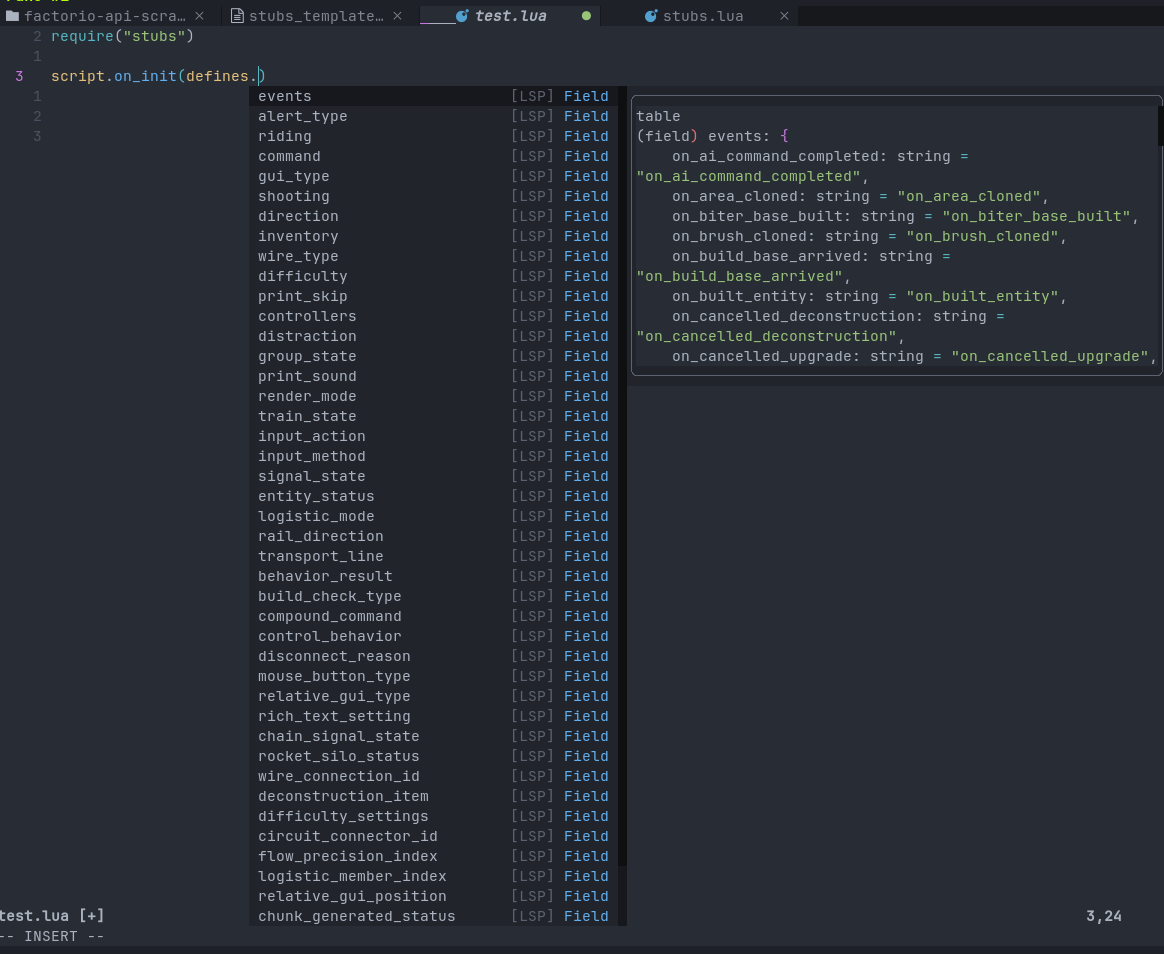 factorio-api-scra… × stubs_template… × ____ test.lua ● stubs.lua ×
2 require("stubs")
1
3 script.on_init(defines.)
1 events [LSP] Field
2 alert_type [LSP] Field table
3 riding [LSP] Field (field) events: {
command [LSP] Field on_ai_command_completed: string =
gui_type [LSP] Field "on_ai_command_completed",
shooting [LSP] Field on_area_cloned: string = "on_area_cloned",
direction [LSP] Field on_biter_base_built: string = "on_biter_base_built",
inventory [LSP] Field on_brush_cloned: string = "on_brush_cloned",
wire_type [LSP] Field on_build_base_arrived: string =
difficulty [LSP] Field "on_build_base_arrived",
print_skip [LSP] Field on_built_entity: string = "on_built_entity",
controllers [LSP] Field on_cancelled_deconstruction: string =
distraction [LSP] Field "on_cancelled_deconstruction",
group_state [LSP] Field on_cancelled_upgrade: string = "on_cancelled_upgrade",
print_sound [LSP] Field
render_mode [LSP] Field
train_state [LSP] Field
input_action [LSP] Field
input_method [LSP] Field
signal_state [LSP] Field
entity_status [LSP] Field
logistic_mode [LSP] Field
rail_direction [LSP] Field
transport_line [LSP] Field
behavior_result [LSP] Field
build_check_type [LSP] Field
compound_command [LSP] Field
control_behavior [LSP] Field
disconnect_reason [LSP] Field
mouse_button_type [LSP] Field
relative_gui_type [LSP] Field
rich_text_setting [LSP] Field
chain_signal_state [LSP] Field
rocket_silo_status [LSP] Field
wire_connection_id [LSP] Field
deconstruction_item [LSP] Field
difficulty_settings [LSP] Field
circuit_connector_id [LSP] Field
flow_precision_index [LSP] Field
logistic_member_index [LSP] Field
relative_gui_position [LSP] Field
test.lua [+] chunk_generated_status [LSP] Field 3,24
-- INSERT --